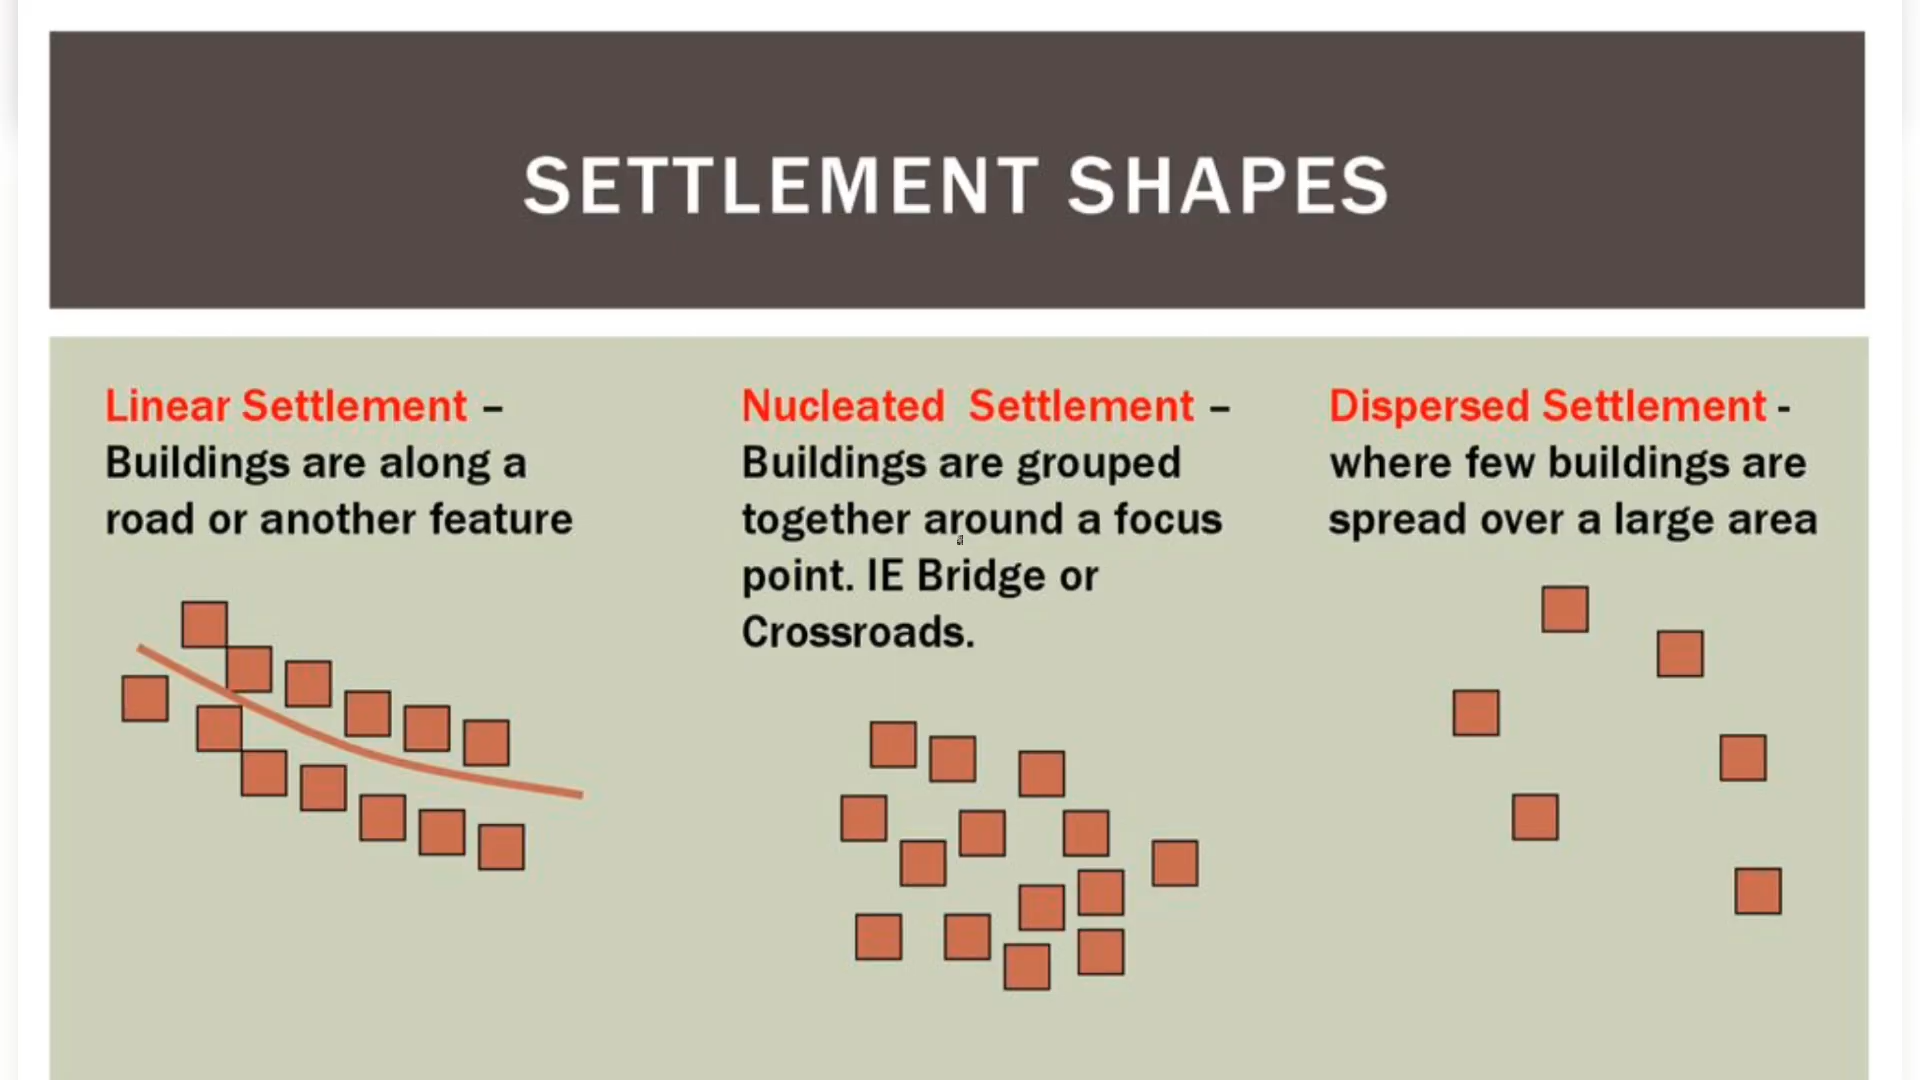 SETTLEMENT SHAPES
Linear Settlement –
Buildings are along a
road or another feature
Nucleated  Settlement –
Buildings are grouped
together around a focus
point. IE Bridge or
Crossroads.
Dispersed Settlement -
where few buildings are
spread over a large area